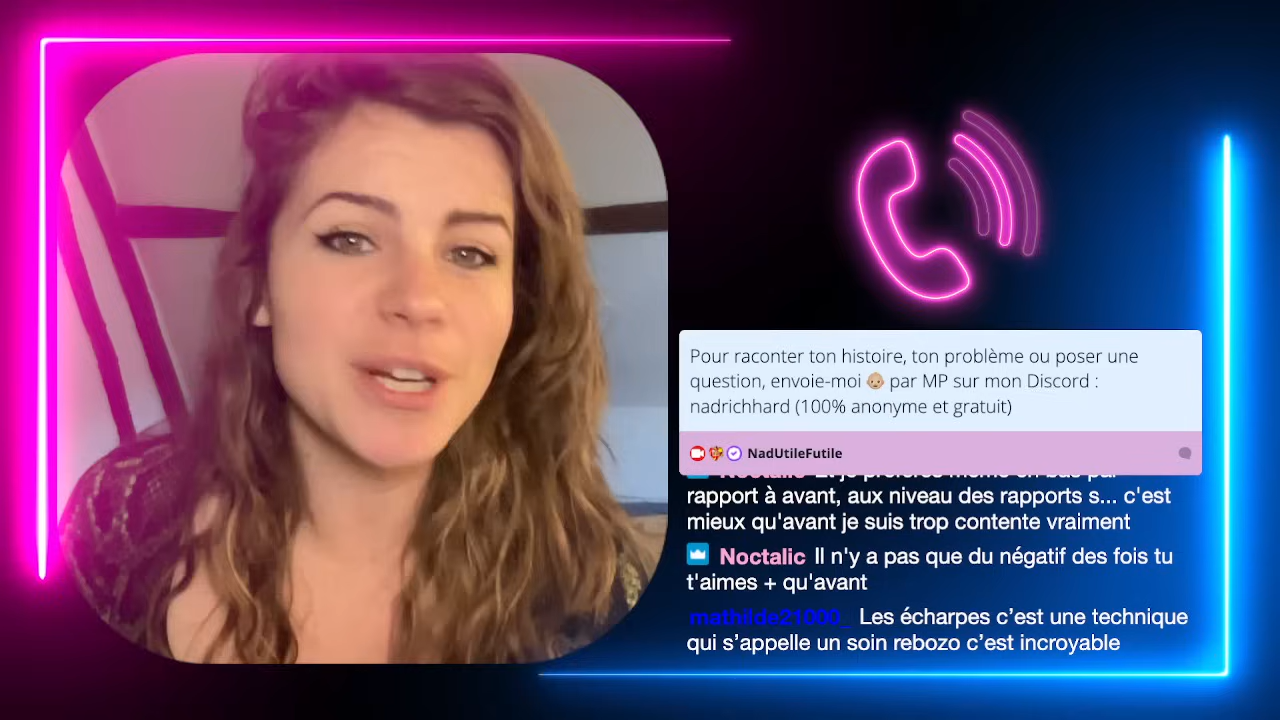 Pour raconter ton histoire, ton problème ou poser une
question, envoie-moi 👶🏼 par MP sur mon Discord :
nadrichhard (100% anonyme et gratuit)
NadUtileFutile
rapport à avant, aux niveau des rapports s... c'est
mieux qu'avant je suis trop contente vraiment
Noctalic Il n'y a pas que du négatif des fois tu
t'aimes + qu'avant
mathilde21000_ Les écharpes c’est une technique
qui s’appelle un soin rebozo c’est incroyable